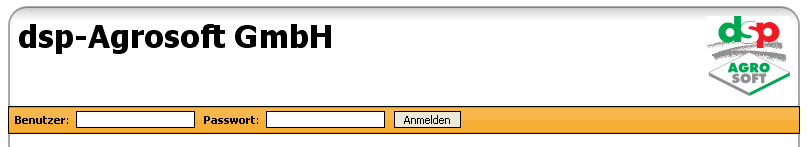 dsp-Agrosoft GmbH
dsp
AGRO
SOFT
Benutzer: Passwort: Anmelden